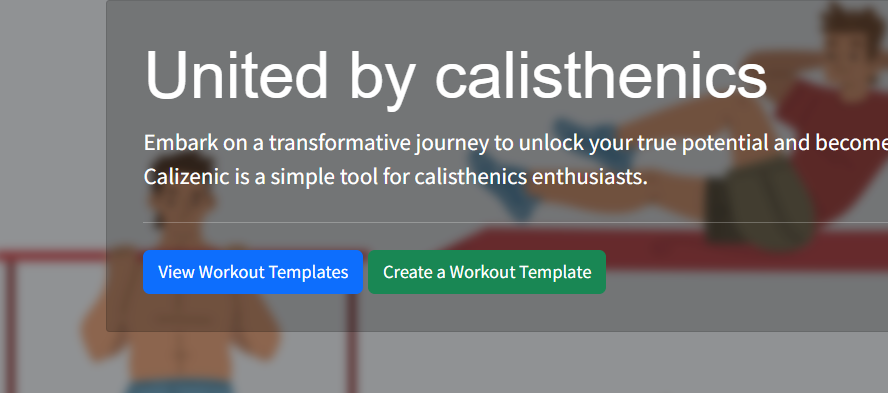 United by calisthenics
Embark on a transformative journey to unlock your true potential and become
Calizenic is a simple tool for calisthenics enthusiasts.
View Workout Templates
Create a Workout Template